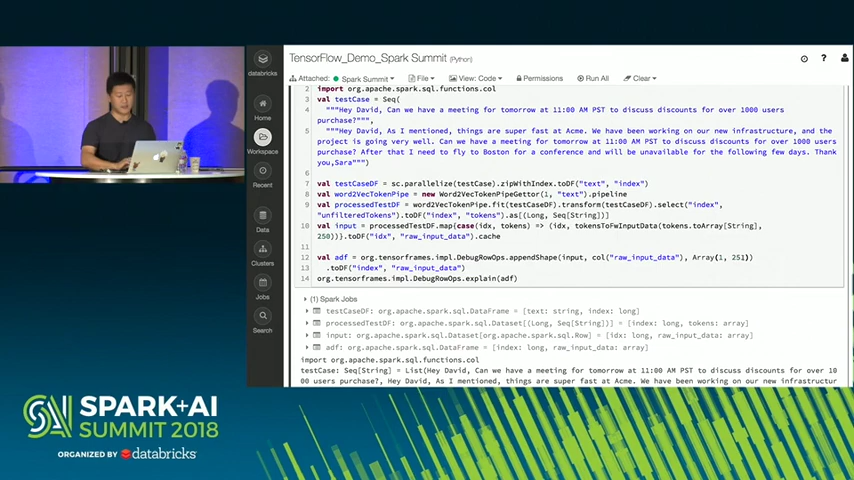 TensorFlow_Demo_Spark Summit (Python)
databricks
Attached: Spark Summit File View: Code Permissions Run All Clear
Home
Workspace
Recent
Data
Clusters
Jobs
Search
2 import org.apache.spark.sql.functions.col
3 val testCase = Seq(
4 """Hey David, Can we have a meeting for tomorrow at 11:00 AM PST to discuss discounts for over 1000 users
purchase?""",
5 """Hey David, As I mentioned, things are super fast at Acme. We have been working on our new infrastructure, and the
project is going very well. Can we have a meeting for tomorrow at 11:00 AM PST to discuss discounts for over 1000 users
purchase? After that I need to fly to Boston for a conference and will be unavailable for the following few days. Thank
you,Sara""")
6
7 val testCaseDF = sc.parallelize(testCase).zipWithIndex.toDF("text", "index")
8 val word2VecTokenPipe = new Word2VecTokenPipeGettor(1, "text").pipeline
9 val processedTestDF = word2VecTokenPipe.fit(testCaseDF).transform(testCaseDF).select("index",
"unfilteredTokens").toDF("index", "tokens").as[(Long, Seq[String])]
10 val input = processedTestDF.map{case(idx, tokens) => (idx, tokensToFwInputData(tokens.toArray[String],
250))}.toDF("idx", "raw_input_data").cache
11
12 val adf = org.tensorframes.impl.DebugRowOps.appendShape(input, col("raw_input_data"), Array(1, 251))
13 .toDF("index", "raw_input_data")
14 org.tensorframes.impl.DebugRowOps.explain(adf)
(1) Spark Jobs
testCaseDF: org.apache.spark.sql.DataFrame = [text: string, index: long]
processedTestDF: org.apache.spark.sql.Dataset[(Long, Seq[String])] = [index: long, tokens: array]
input: org.apache.spark.sql.Dataset[org.apache.spark.sql.Row] = [idx: long, raw_input_data: array]
adf: org.apache.spark.sql.DataFrame = [index: long, raw_input_data: array]
import org.apache.spark.sql.functions.col
testCase: Seq[String] = List(Hey David, Can we have a meeting for tomorrow at 11:00 AM PST to discuss discounts for over 10
00 users purchase?, Hey David, As I mentioned, things are super fast at Acme. We have been working on our new infrastructur
SPARK+AI
SUMMIT 2018
ORGANIZED BY databricks